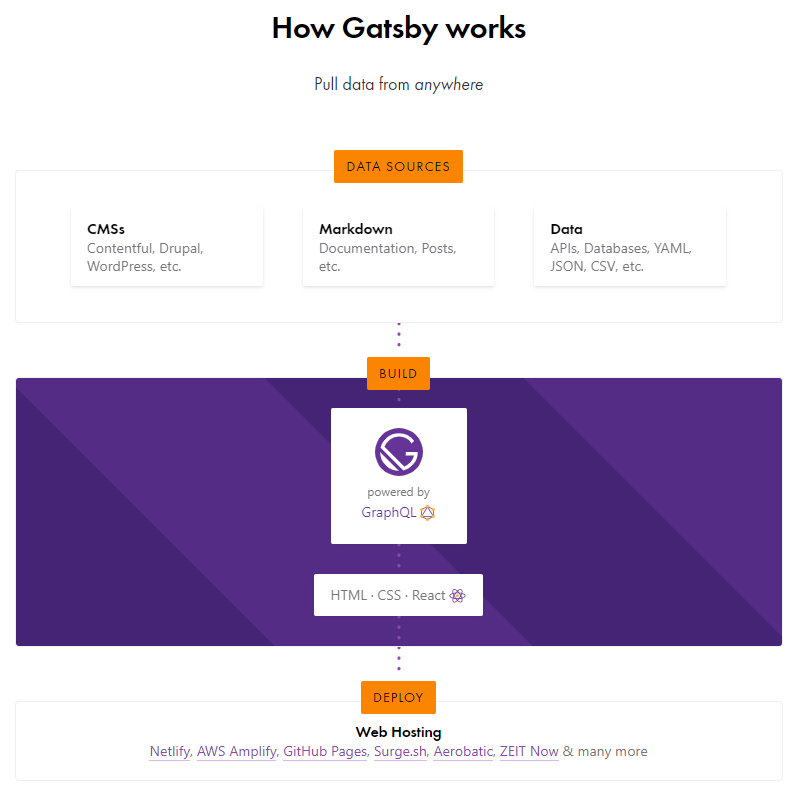 How Gatsby works
Pull data from anywhere
DATA SOURCES
CMSs
Contentful, Drupal,
WordPress, etc.
Markdown
Documentation, Posts,
etc.
Data
APIs, Databases, YAML,
JSON, CSV, etc.
BUILD
powered by
GraphQL
HTML · CSS · React
DEPLOY
Web Hosting
Netlify, AWS Amplify, GitHub Pages, Surge.sh, Aerobatic, ZEIT Now & many more